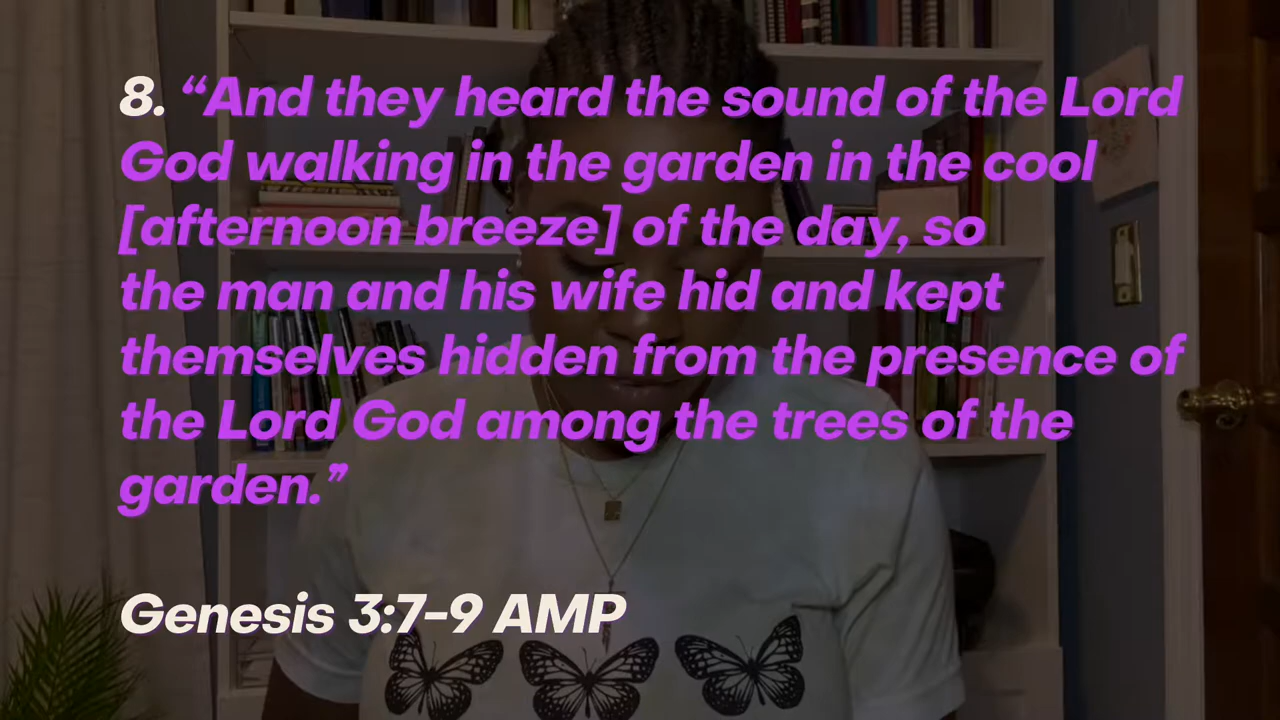 8. “And they heard the sound of the Lord
God walking in the garden in the cool
[afternoon breeze] of the day, so
the man and his wife hid and kept
themselves hidden from the presence of
the Lord God among the trees of the
garden.”
Genesis 3:7-9 AMP